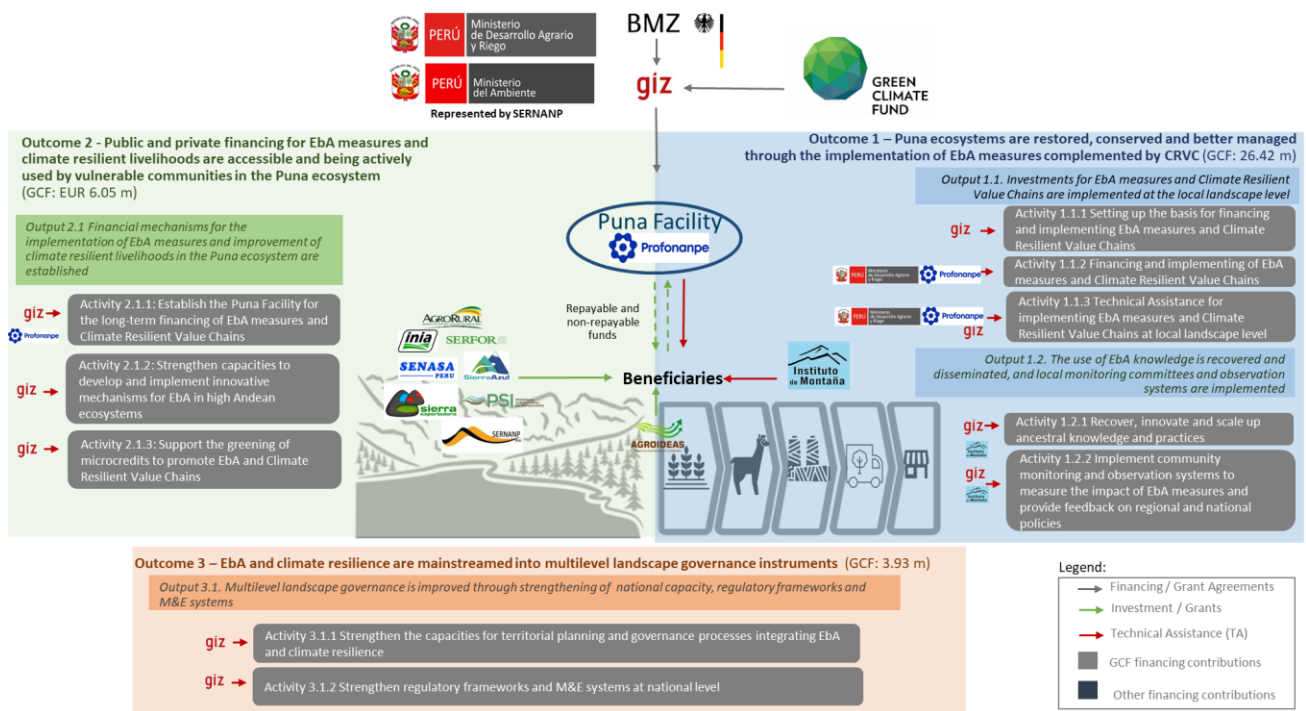 PERÚ
Ministerio
de Desarrollo Agrario
y Riego
PERÚ
Ministerio
del Ambiente
Represented by SERNANP
BMZ
giz
GREEN
CLIMATE
FUND
Outcome 2 - Public and private financing for EbA measures and
climate resilient livelihoods are accessible and being actively
used by vulnerable communities in the Puna ecosystem
(GCF: EUR 6.05 m)
Output 2.1 Financial mechanisms for the
implementation of EbA measures and improvement of
climate resilient livelihoods in the Puna ecosystem are
established
giz
Profonanpe
Activity 2.1.1: Establish the Puna Facility for
the long-term financing of EbA measures and
Climate Resilient Value Chains
giz
Activity 2.1.2: Strengthen capacities to
develop and implement innovative
mechanisms for EbA in high Andean
ecosystems
giz
Activity 2.1.3: Support the greening of
microcredits to promote EbA and Climate
Resilient Value Chains
Puna Facility
Profonanpe
Repayable and
non-repayable
funds
AGRORURAL
inia
SERFOR
SENASA
PERU
SierraAzul
sierra
exportadora
PSI
SERNANP
Beneficiaries
AGROIDEAS
Instituto
de Montaña
Outcome 1 – Puna ecosystems are restored, conserved and better managed
through the implementation of EbA measures complemented by CRVC (GCF: 26.42 m)
Output 1.1. Investments for EbA measures and Climate Resilient
Value Chains are implemented at the local landscape level
giz
Activity 1.1.1 Setting up the basis for financing
and implementing EbA measures and Climate
Resilient Value Chains
PERÚ
Ministerio
de Desarrollo Agrario
y Riego
Profonanpe
Activity 1.1.2 Financing and implementing of EbA
measures and Climate Resilient Value Chains
PERÚ
Ministerio
de Desarrollo Agrario
y Riego
Profonanpe
giz
Activity 1.1.3 Technical Assistance for
implementing EbA measures and Climate
Resilient Value Chains at local landscape level
Output 1.2. The use of EbA knowledge is recovered and
disseminated, and local monitoring committees and observation
systems are implemented
giz
Activity 1.2.1 Recover, innovate and scale up
ancestral knowledge and practices
giz
Activity 1.2.2 Implement community
monitoring and observation systems to
measure the impact of EbA measures and
provide feedback on regional and national
policies
Outcome 3 – EbA and climate resilience are mainstreamed into multilevel landscape governance instruments (GCF: 3.93 m)
Output 3.1. Multilevel landscape governance is improved through strengthening of national capacity, regulatory frameworks and
M&E systems
giz
Activity 3.1.1 Strengthen the capacities for territorial planning and governance processes integrating EbA
and climate resilience
giz
Activity 3.1.2 Strengthen regulatory frameworks and M&E systems at national level
Legend:
Financing / Grant Agreements
Investment / Grants
Technical Assistance (TA)
GCF financing contributions
Other financing contributions